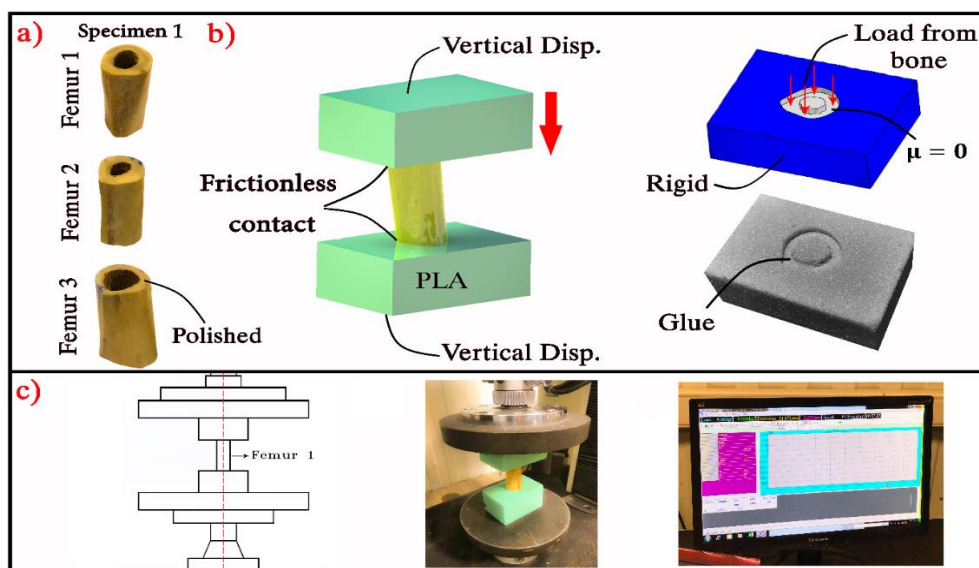 a)
Specimen 1
Femur 1
Femur 2
Femur 3
Polished
b)
Vertical Disp.
Frictionless
contact
PLA
Vertical Disp.
Load from
bone
μ = 0
Rigid
Glue
c)
Femur 1